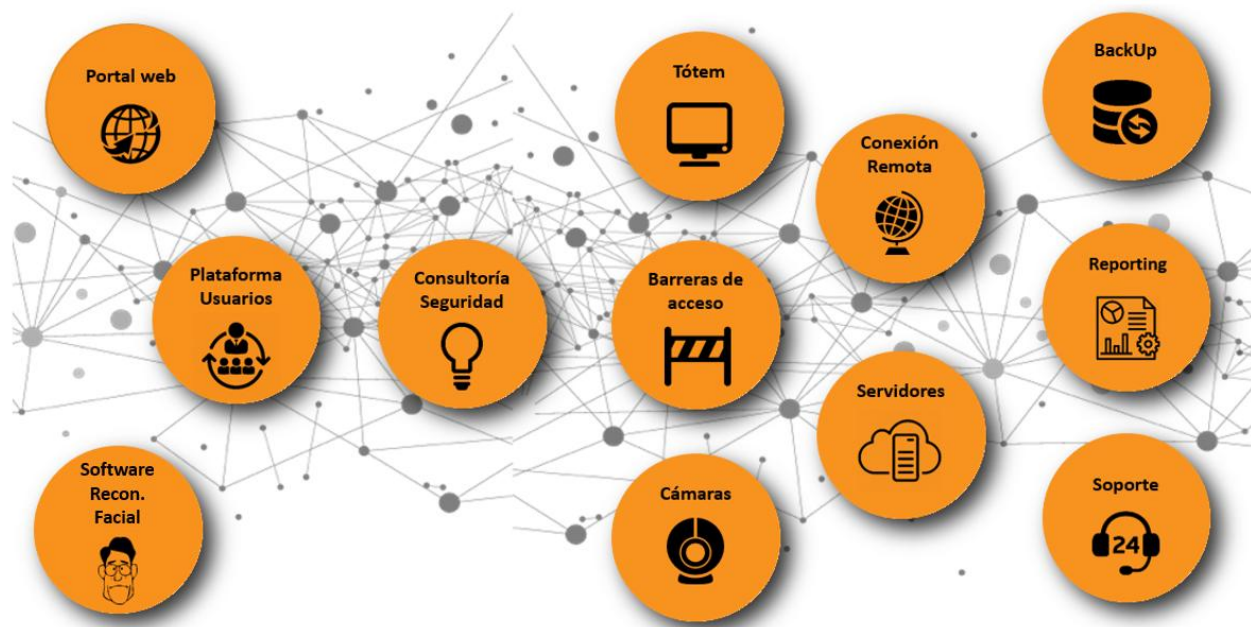 Portal web
Plataforma
Usuarios
Software
Recon.
Facial
Consultoría
Seguridad
Tótem
Barreras de
acceso
Cámaras
Conexión
Remota
Servidores
BackUp
Reporting
Soporte
24